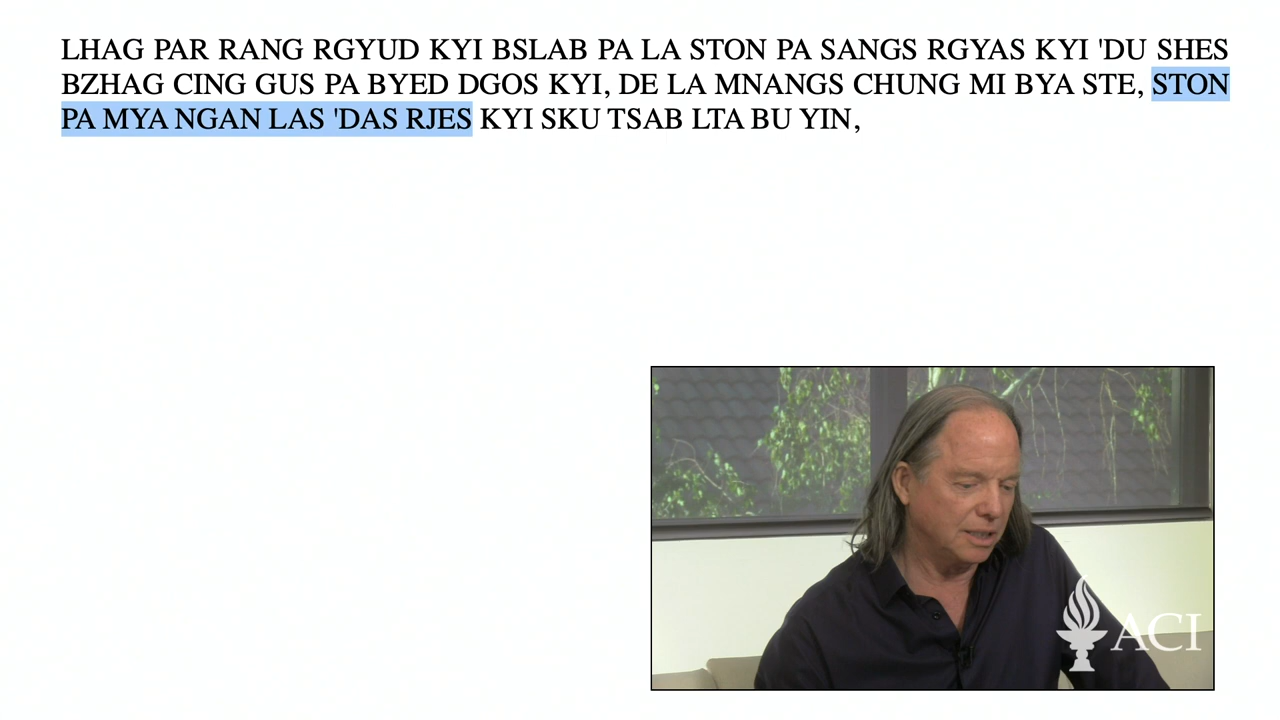 LHAG PAR RANG RGYUD KYI BSLAB PA LA STON PA SANGS RGYAS KYI 'DU SHES
BZHAG CING GUS PA BYED DGOS KYI, DE LA MNANGS CHUNG MI BYA STE, STON
PA MYA NGAN LAS 'DAS RJES KYI SKU TSAB LTA BU YIN,
ACI